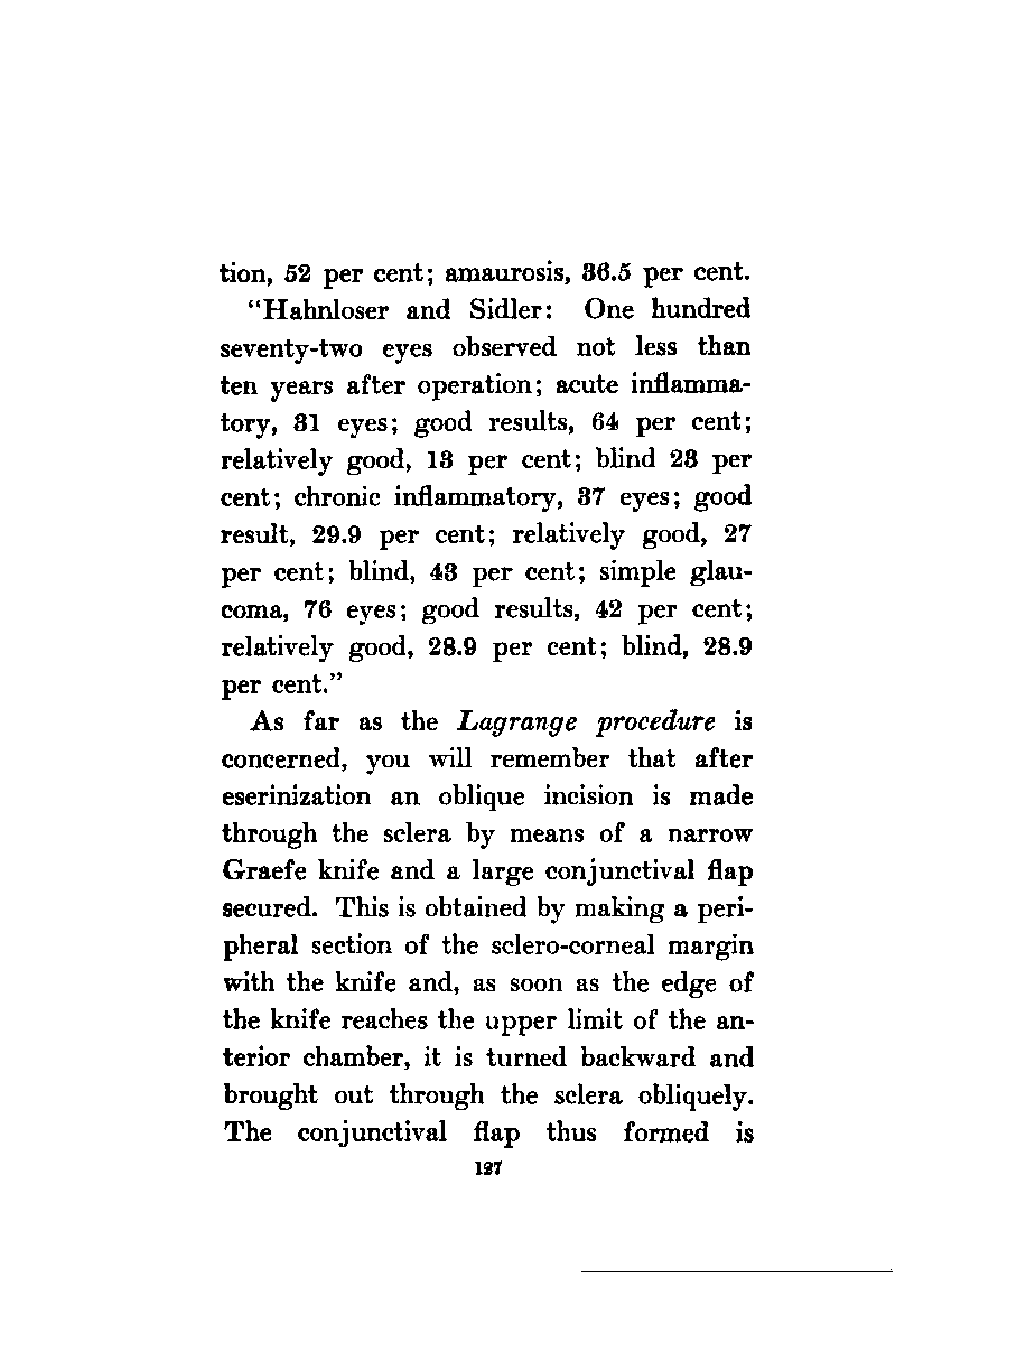 tion, 52 per cent; amaurosis, 36.5 per cent.
"Hahnloser and Sidler: One hundred
seventy-two eyes observed not less than
ten years after operation; acute inflamma-
tory, 31 eyes; good results, 64 per cent;
relatively good, 13 per cent; blind 23 per
cent; chronic inflammatory, 37 eyes; good
result, 29.9 per cent; relatively good, 27
per cent; blind, 43 per cent; simple glau-
coma, 76 eyes; good results, 42 per cent;
relatively good, 28.9 per cent; blind, 28.9
per cent."
As far as the Lagrange procedure is
concerned, you will remember that after
eserinization an oblique incision is made
through the sclera by means of a narrow
Graefe knife and a large conjunctival flap
secured. This is obtained by making a peri-
pheral section of the sclero-corneal margin
with the knife and, as soon as the edge of
the knife reaches the upper limit of the an-
terior chamber, it is turned backward and
brought out through the sclera obliquely.
The conjunctival flap thus formed is
127